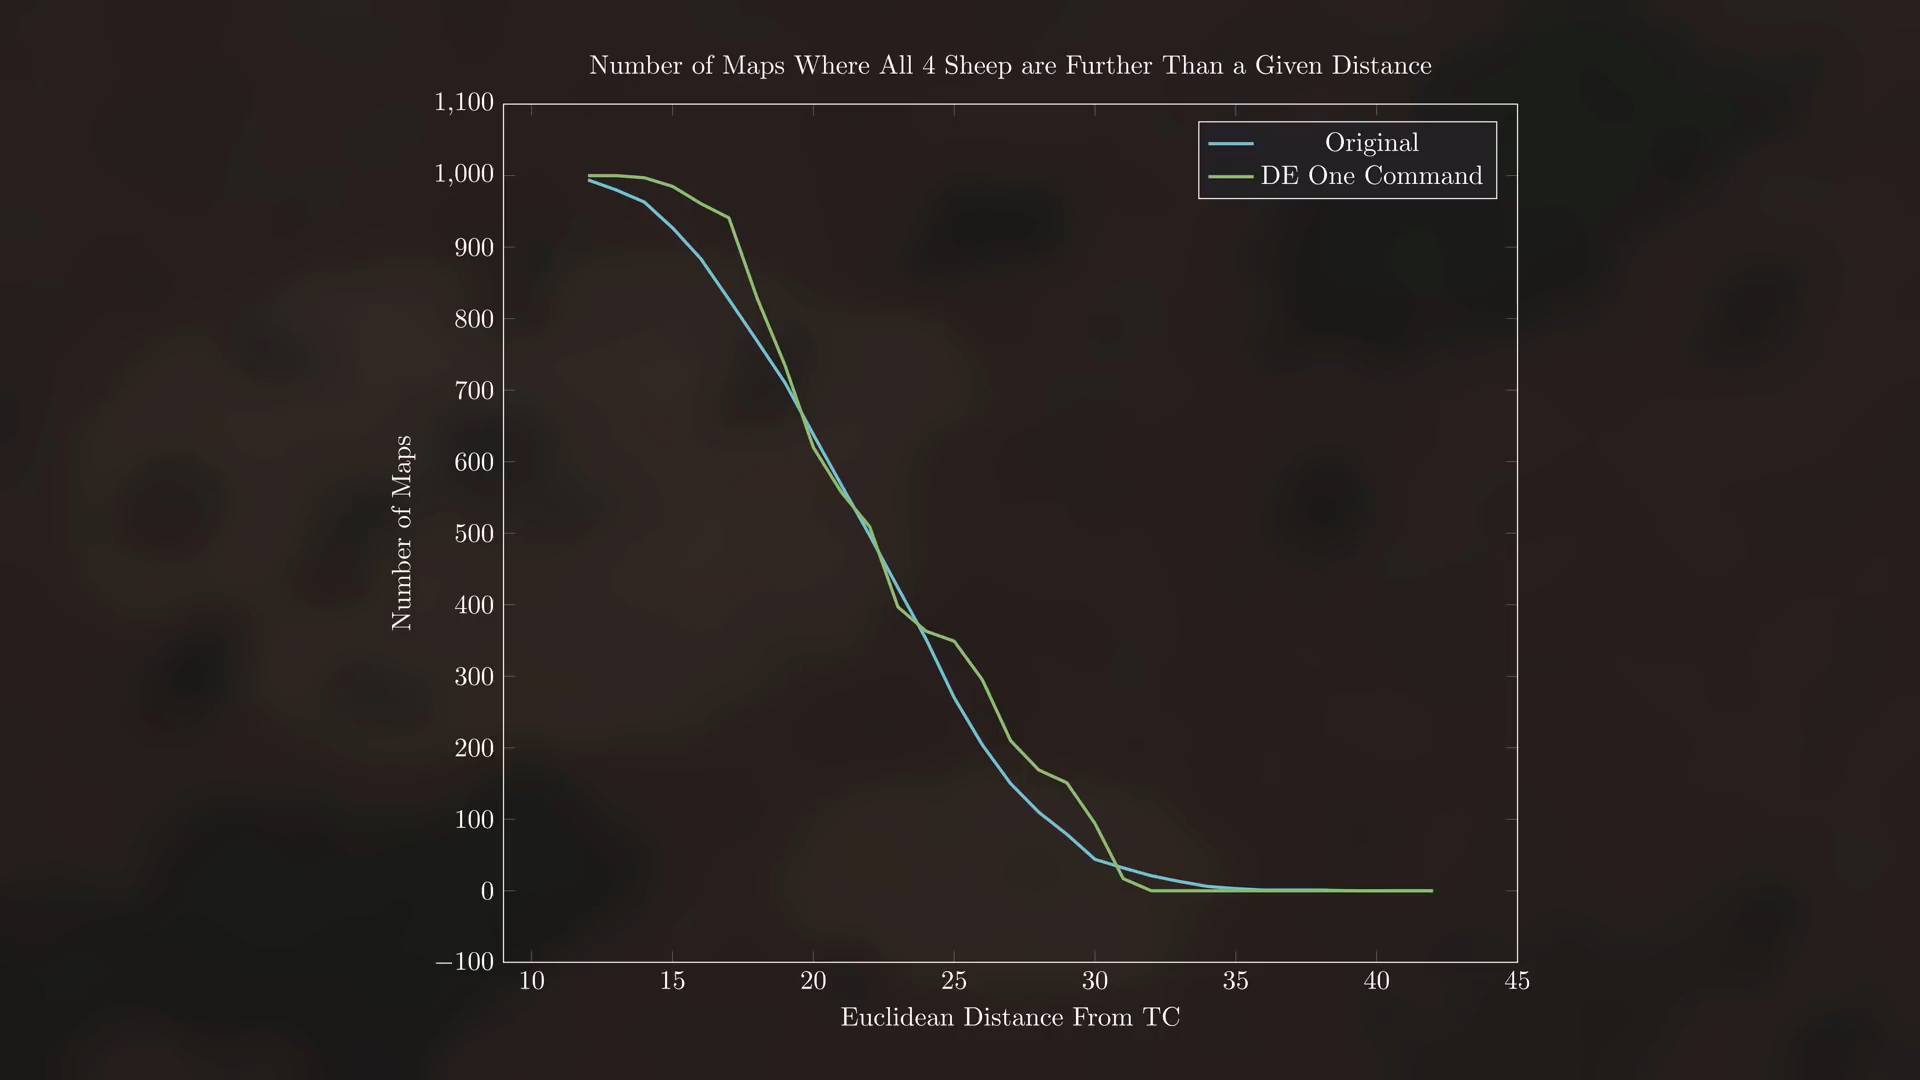 Number of Maps Where All 4 Sheep are Further Than a Given Distance
1,100
1,000
900
800
700
600
500
400
300
200
100
0
−100
Number of Maps
Original
DE One Command
10 15 20 25 30 35 40 45
Euclidean Distance From TC